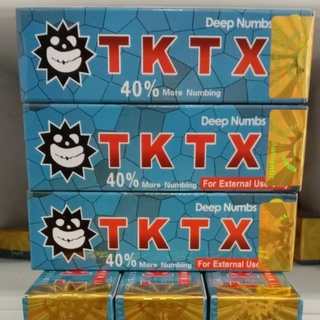 Deep Numbs
TKTX
40% More Numbing
Deep Numbs
TKTX
40% More Numbing For External Use Only
Deep Numbs
TKTX
40% More Numbing For External Use